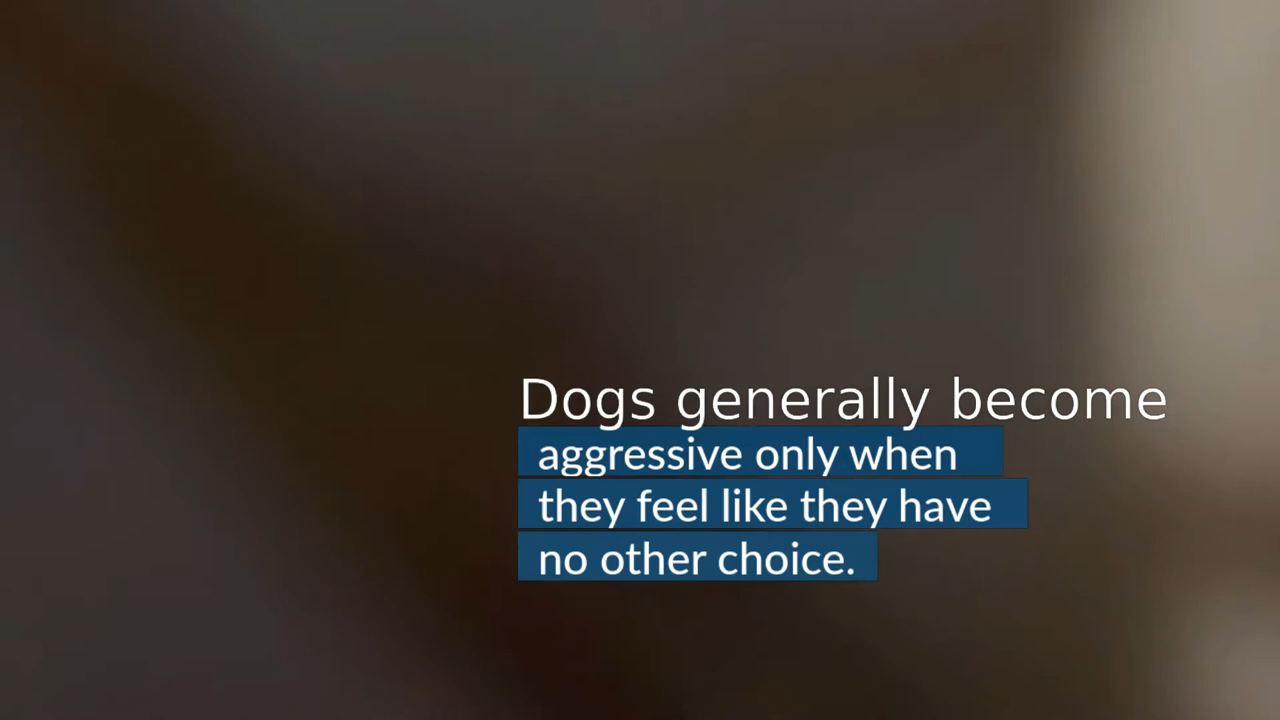 Dogs generally become
aggressive only when
they feel like they have
no other choice.